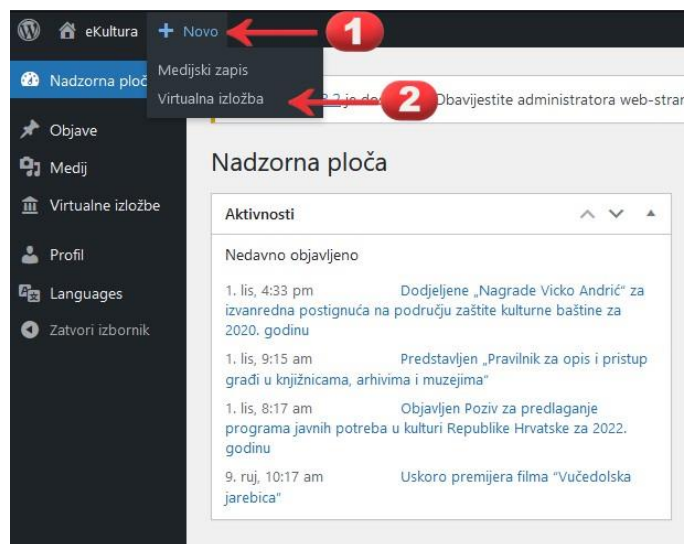 eKultura + Novo
1
Medijski zapis
Virtualna izložba
2
je Obavijestite administratora web-stran
Nadzorna ploč
Objave
Medij
Virtualne izložbe
Profil
Languages
Zatvori izbornik
Nadzorna ploča
Aktivnosti
Nedavno objavljeno
1. lis, 4:33 pm Dodjeljene „Nagrade Vicko Andrić“ za
izvanredna postignuća na području zaštite kulturne baštine za
2020. godinu
1. lis, 9:15 am Predstavljen „Pravilnik za opis i pristup
građi u knjižnicama, arhivima i muzejima“
1. lis, 8:17 am Objavljen Poziv za predlaganje
programa javnih potreba u kulturi Republike Hrvatske za 2022.
godinu
9. ruj, 10:17 am Uskoro premijera filma “Vučedolska
jarebica“